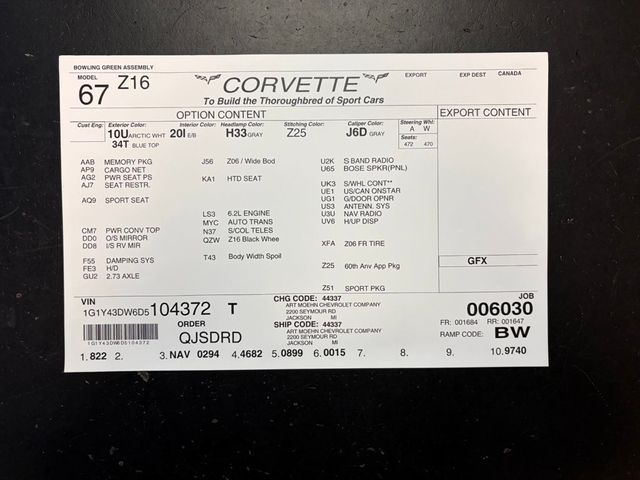 BOWLING GREEN ASSEMBLY
MODEL
67 Z16
CORVETTE
To Build the Thoroughbred of Sport Cars
EXPORT EXP DEST CANADA
OPTION CONTENT
EXPORT CONTENT
Cust Eng: Exterior Color: Interior Color: Headlamp Color: Stitching Color: Caliper Color: Steering Whl:
10U ARCTIC WHT 20I E/B H33 GRAY Z25 J6D GRAY A W
34T BLUE TOP
Seats:
472 470
AAB MEMORY PKG J56 Z06 / Wide Bod U2K S BAND RADIO
AP9 CARGO NET U65 BOSE SPKR(PNL)
AG2 PWR SEAT PS KA1 HTD SEAT UK3 S/WHL CONT**
AJ7 SEAT RESTR. UE1 US/CAN ONSTAR
AQ9 SPORT SEAT UG1 G/DOOR OPNR
US3 ANTENN. SYS
LS3 6.2L ENGINE U3U NAV RADIO
MYC AUTO TRANS UV6 H/UP DISP
CM7 PWR CONV TOP N37 S/COL TELES
DD0 O/S MIRROR QZW Z16 Black Whee XFA Z06 FR TIRE
DD8 I/S RV MIR
F55 DAMPING SYS T43 Body Width Spoil
FE3 H/D Z25 60th Anv App Pkg
GU2 2.73 AXLE
Z51 SPORT PKG
GFX
VIN
1G1Y43DW6D5 104372 T
CHG CODE: 44337
ART MOEHN CHEVROLET COMPANY
2200 SEYMOUR RD
JACKSON MI
SHIP CODE: 44337
ART MOEHN CHEVROLET COMPANY
2200 SEYMOUR RD
JACKSON MI
JOB
006030
FR: 001684 RR: 001647
RAMP CODE: BW
ORDER
QJSDRD
1G1Y43DW6D5104372
1. 822 2. 3. NAV 0294 4. 4682 5. 0899 6. 0015 7. 8. 9. 10. 9740